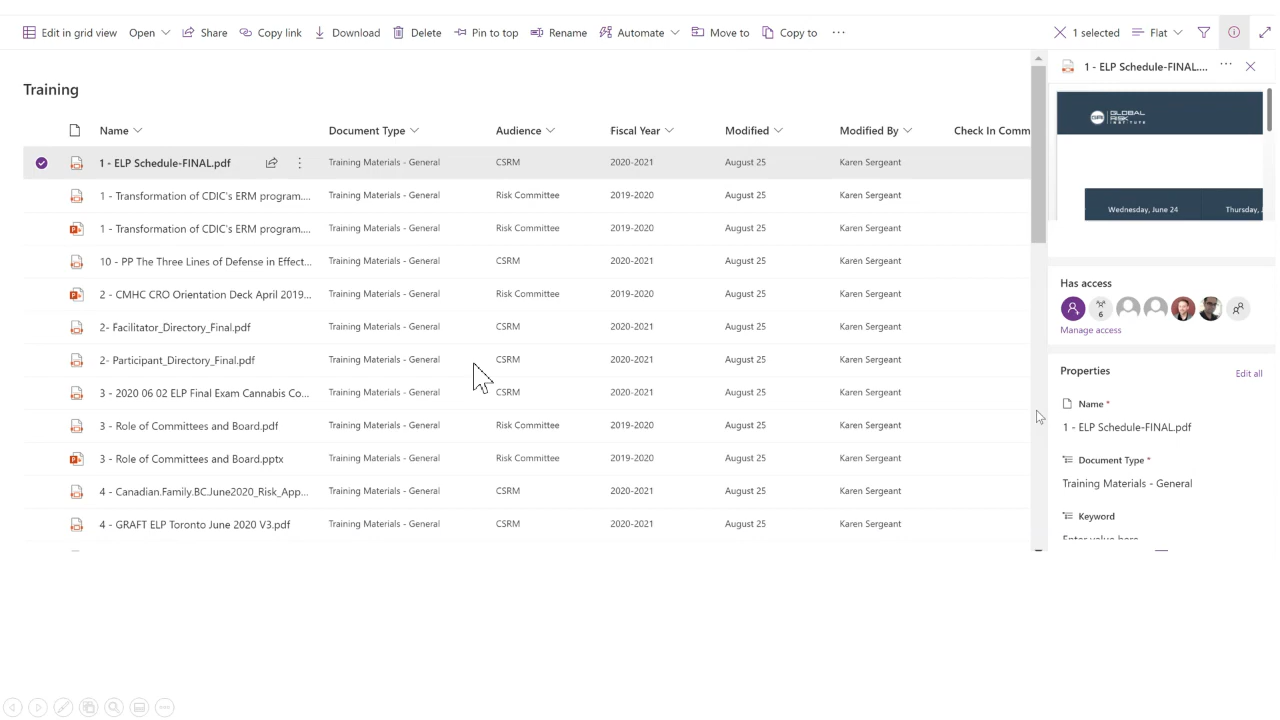 Edit in grid view Open Share Copy link Download Delete Pin to top Rename Automate Move to Copy to ··· 1 selected Flat
1 - ELP Schedule-FINAL.... ···
GLOBAL
RISK
INSTITUTE
Wednesday, June 24 Thursday, J
Training
Name Document Type Audience Fiscal Year Modified Modified By Check In Comm
1 - ELP Schedule-FINAL.pdf Training Materials - General CSRM 2020-2021 August 25 Karen Sergeant
1 - Transformation of CDIC's ERM program.... Training Materials - General Risk Committee 2019-2020 August 25 Karen Sergeant
1 - Transformation of CDIC's ERM program.... Training Materials - General Risk Committee 2019-2020 August 25 Karen Sergeant
10 - PP The Three Lines of Defense in Effect... Training Materials - General CSRM 2020-2021 August 25 Karen Sergeant
2 - CMHC CRO Orientation Deck April 2019... Training Materials - General Risk Committee 2019-2020 August 25 Karen Sergeant
2- Facilitator_Directory_Final.pdf Training Materials - General CSRM 2020-2021 August 25 Karen Sergeant
2- Participant_Directory_Final.pdf Training Materials - General CSRM 2020-2021 August 25 Karen Sergeant
3 - 2020 06 02 ELP Final Exam Cannabis Co... Training Materials - General CSRM 2020-2021 August 25 Karen Sergeant
3 - Role of Committees and Board.pdf Training Materials - General Risk Committee 2019-2020 August 25 Karen Sergeant
3 - Role of Committees and Board.pptx Training Materials - General Risk Committee 2019-2020 August 25 Karen Sergeant
4 - Canadian.Family.BC.June2020_Risk_App... Training Materials - General CSRM 2020-2021 August 25 Karen Sergeant
4 - GRAFT ELP Toronto June 2020 V3.pdf Training Materials - General CSRM 2020-2021 August 25 Karen Sergeant
Has access
6
Manage access
Properties Edit all
Name *
1 - ELP Schedule-FINAL.pdf
Document Type *
Training Materials - General
Keyword
Enter value here